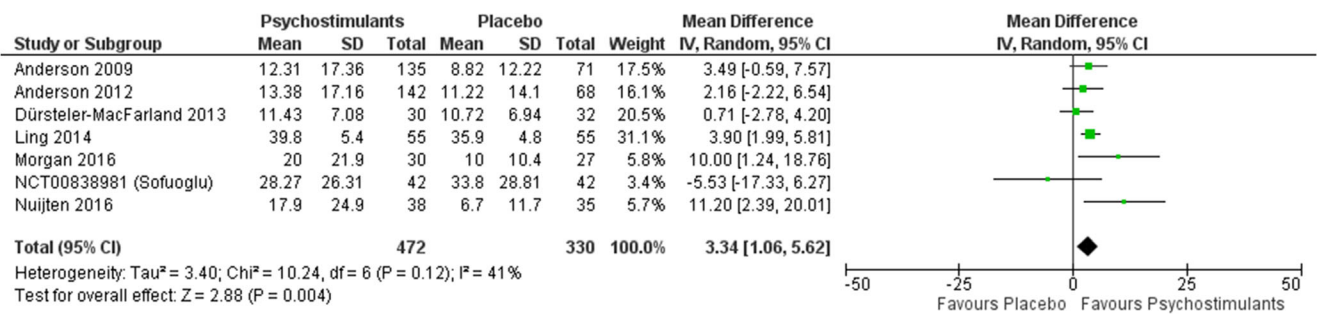 Psychostimulants Placebo Mean Difference Mean Difference
Study or Subgroup Mean SD Total Mean SD Total Weight IV, Random, 95% CI IV, Random, 95% CI
Anderson 2009 12.31 17.36 135 8.82 12.22 71 17.5% 3.49 [-0.59, 7.57]
Anderson 2012 13.38 17.16 142 11.22 14.1 68 16.1% 2.16 [-2.22, 6.54]
Dürsteler-MacFarland 2013 11.43 7.08 30 10.72 6.94 32 20.5% 0.71 [-2.78, 4.20]
Ling 2014 39.8 5.4 55 35.9 4.8 55 31.1% 3.90 [1.99, 5.81]
Morgan 2016 20 21.9 30 10 10.4 27 5.8% 10.00 [1.24, 18.76]
NCT00838981 (Sofuoglu) 28.27 26.31 42 33.8 28.81 42 3.4% -5.53 [-17.33, 6.27]
Nuijten 2016 17.9 24.9 38 6.7 11.7 35 5.7% 11.20 [2.39, 20.01]
Total (95% CI) 472 330 100.0% 3.34 [1.06, 5.62]
Heterogeneity: Tau² = 3.40; Chi² = 10.24, df = 6 (P = 0.12); I² = 41%
Test for overall effect: Z = 2.88 (P = 0.004)
-50 -25 0 25 50
Favours Placebo Favours Psychostimulants